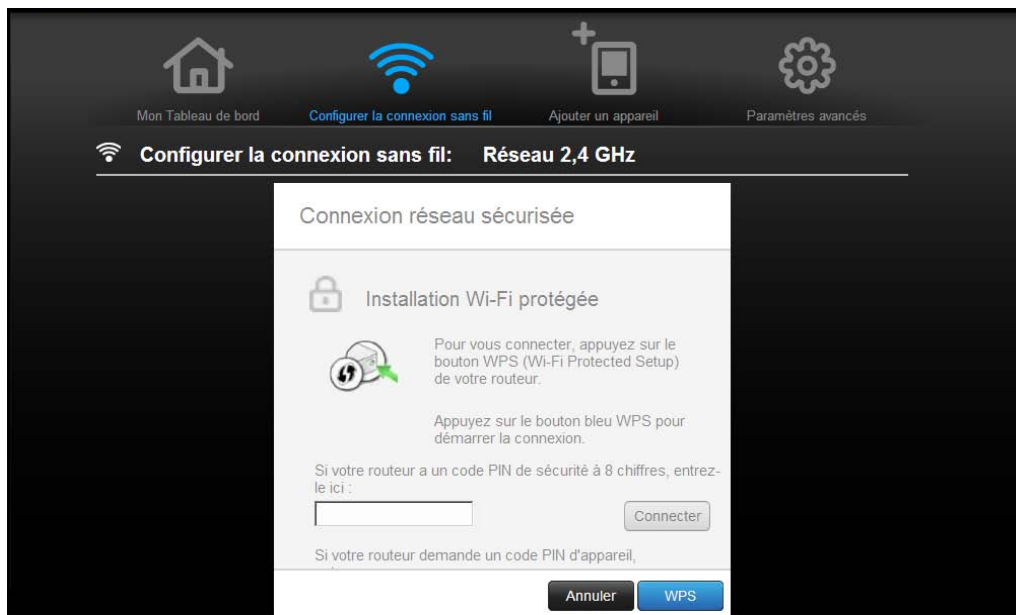 Mon Tableau de bord
Configurer la connexion sans fil
Ajouter un appareil
Paramètres avancés
Configurer la connexion sans fil: Réseau 2,4 GHz
Connexion réseau sécurisée
Installation Wi-Fi protégée
Pour vous connecter, appuyez sur le
bouton WPS (Wi-Fi Protected Setup)
de votre routeur.
Appuyez sur le bouton bleu WPS pour
démarrer la connexion.
Si votre routeur a un code PIN de sécurité à 8 chiffres, entrez-
le ici :
Connecter
Si votre routeur demande un code PIN d'appareil,
Annuler
WPS